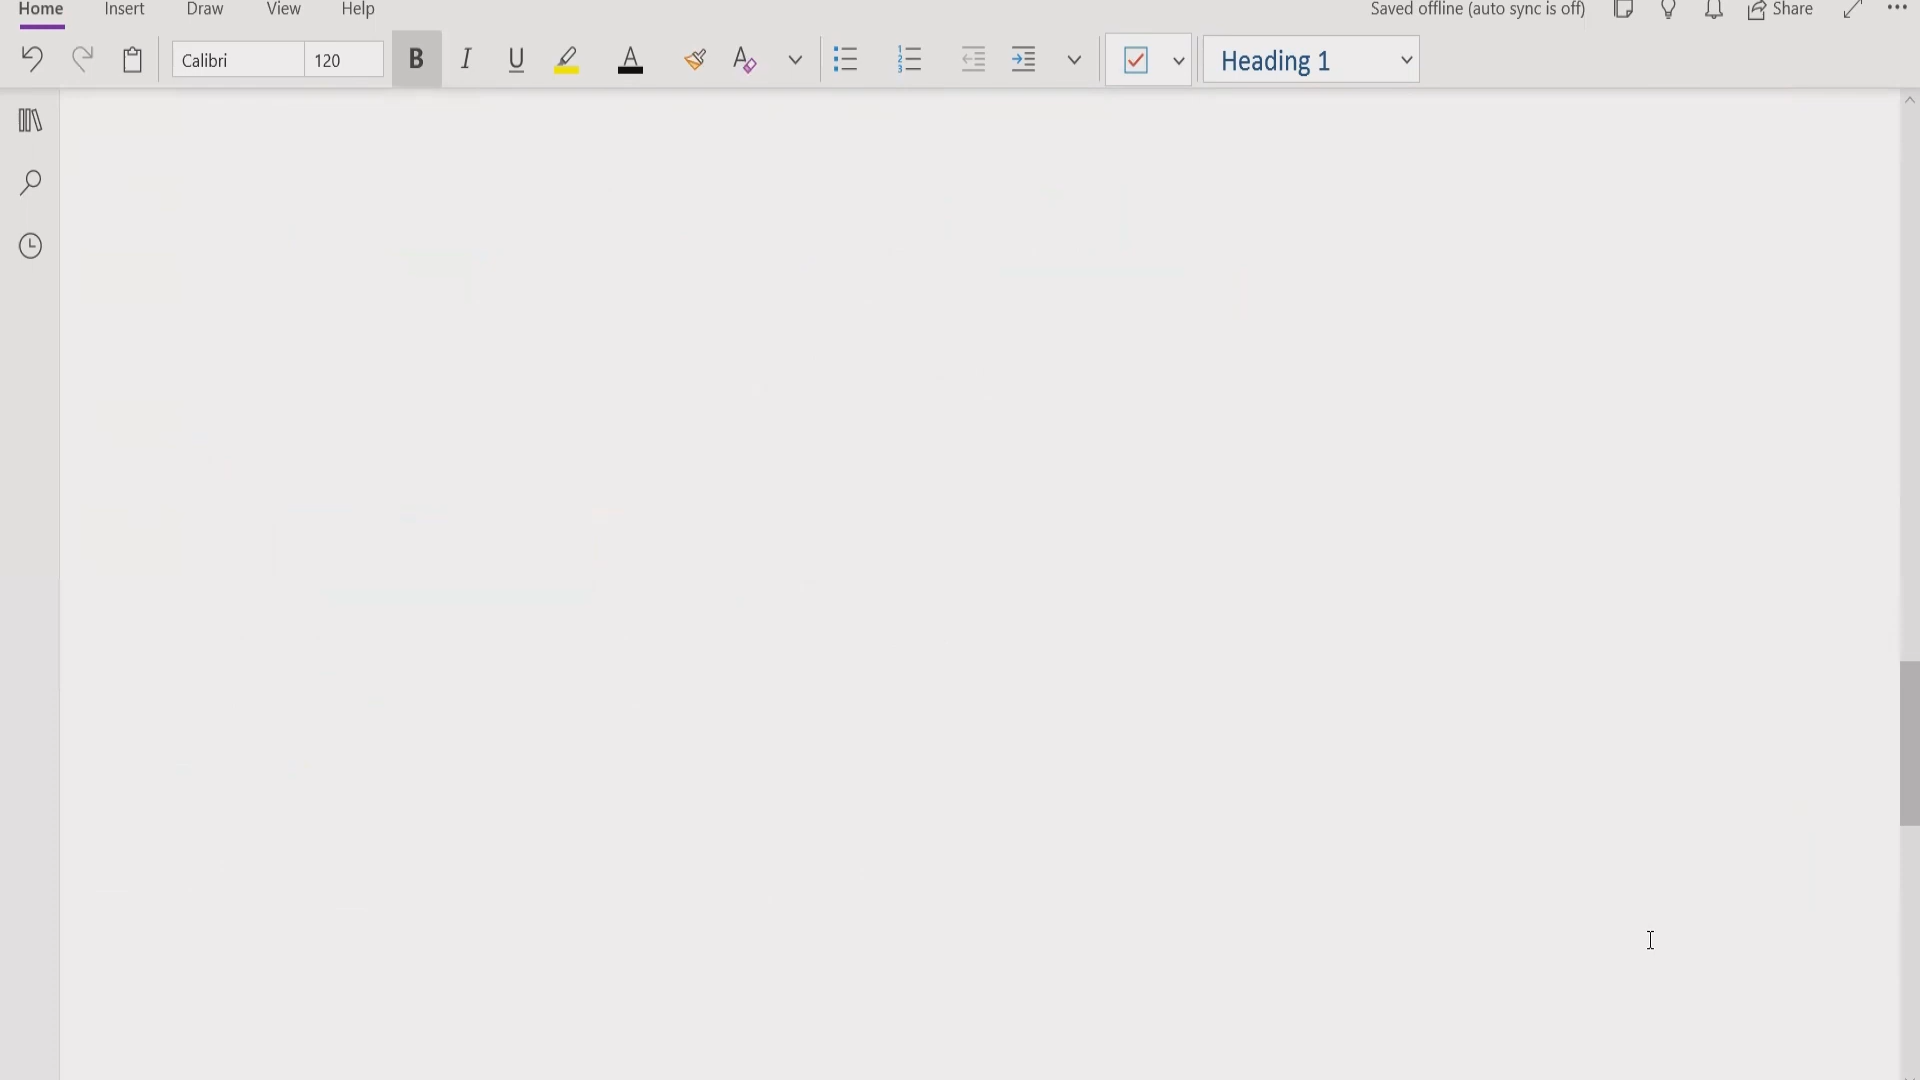 Home Insert Draw View Help Saved offline (auto sync is off) Share
Calibri 120 B I U A A Heading 1